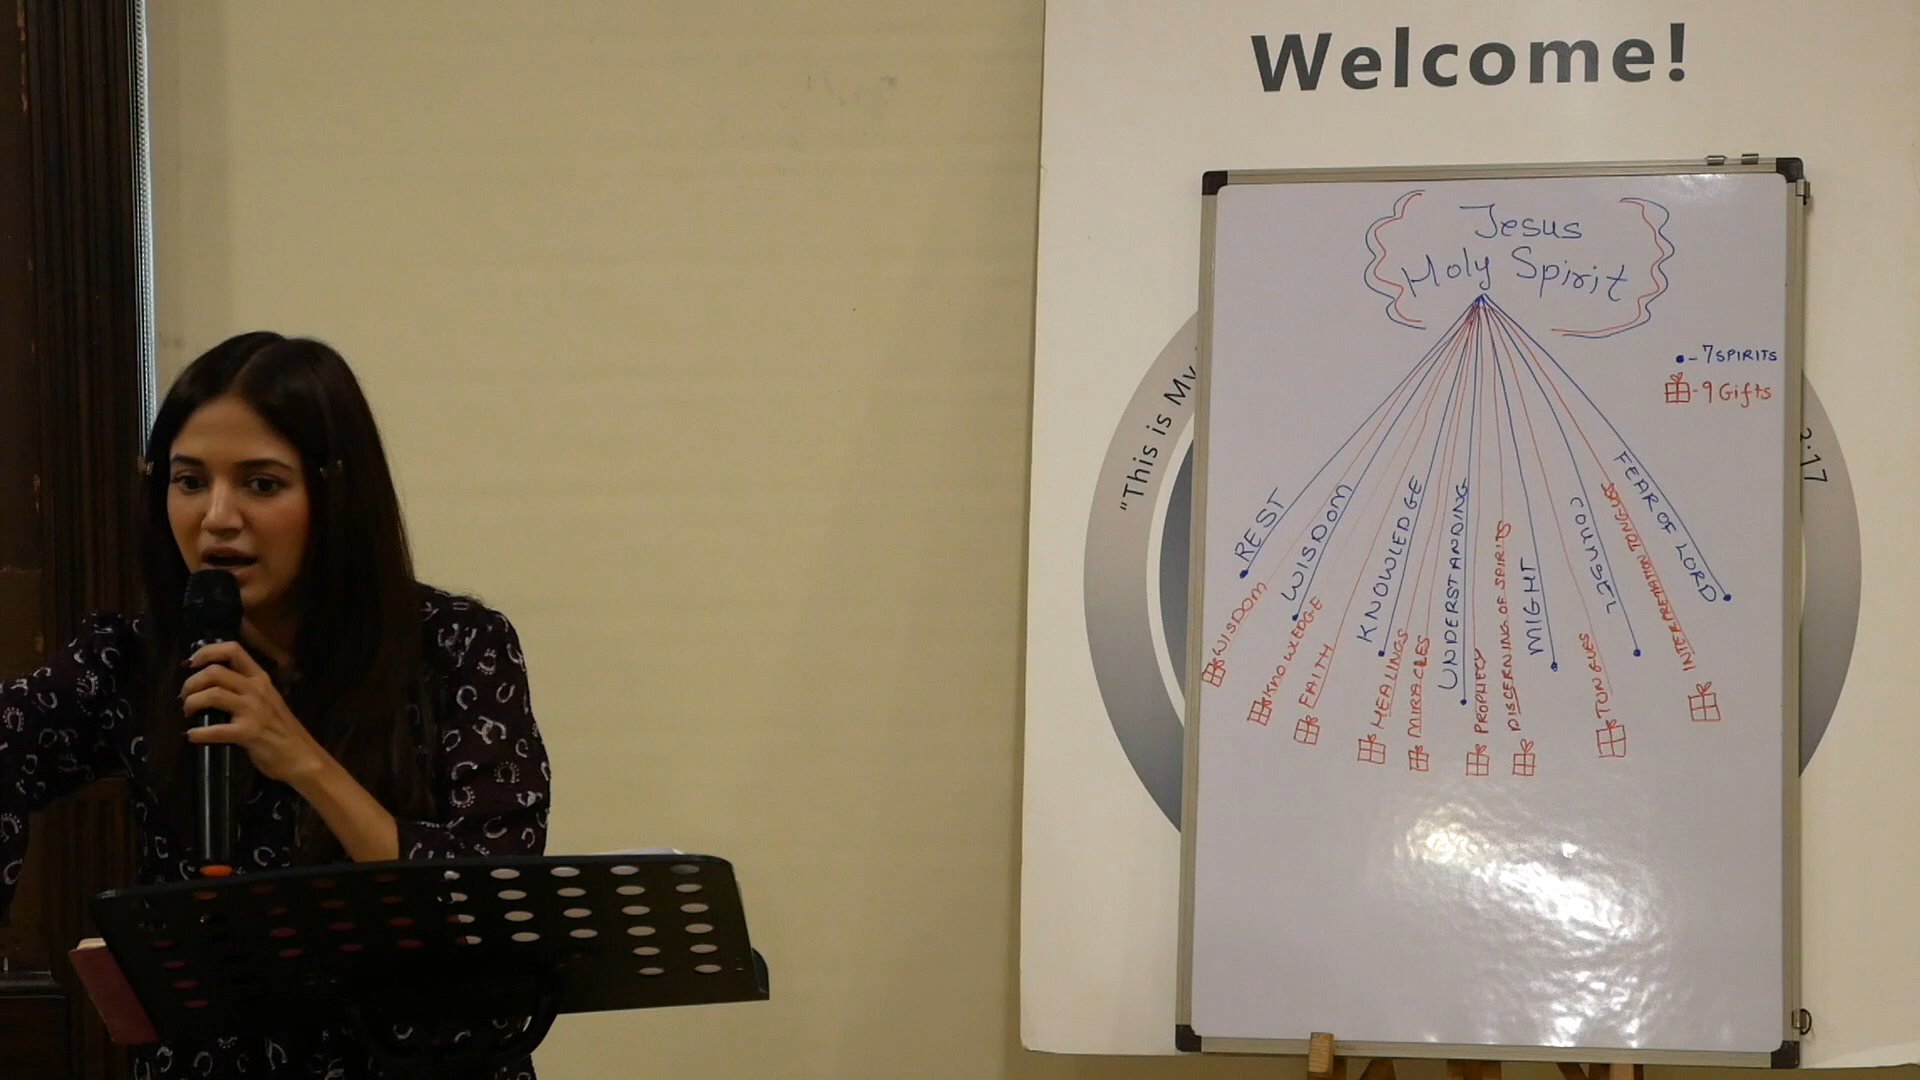 Welcome!
"This is My
2:17
Jesus
Holy Spirit
- 7 SPIRITS
- 9 Gifts
REST
WISDOM
KNOWLEDGE
UNDERSTANDING
MIGHT
COUNSEL
FEAR OF LORD
WISDOM
KNOWLEDGE
FAITH
HEALINGS
MIRACLES
PROPHECY
DISCERNING OF SPIRITS
TONGUES
INTERPRETATION TONGUES